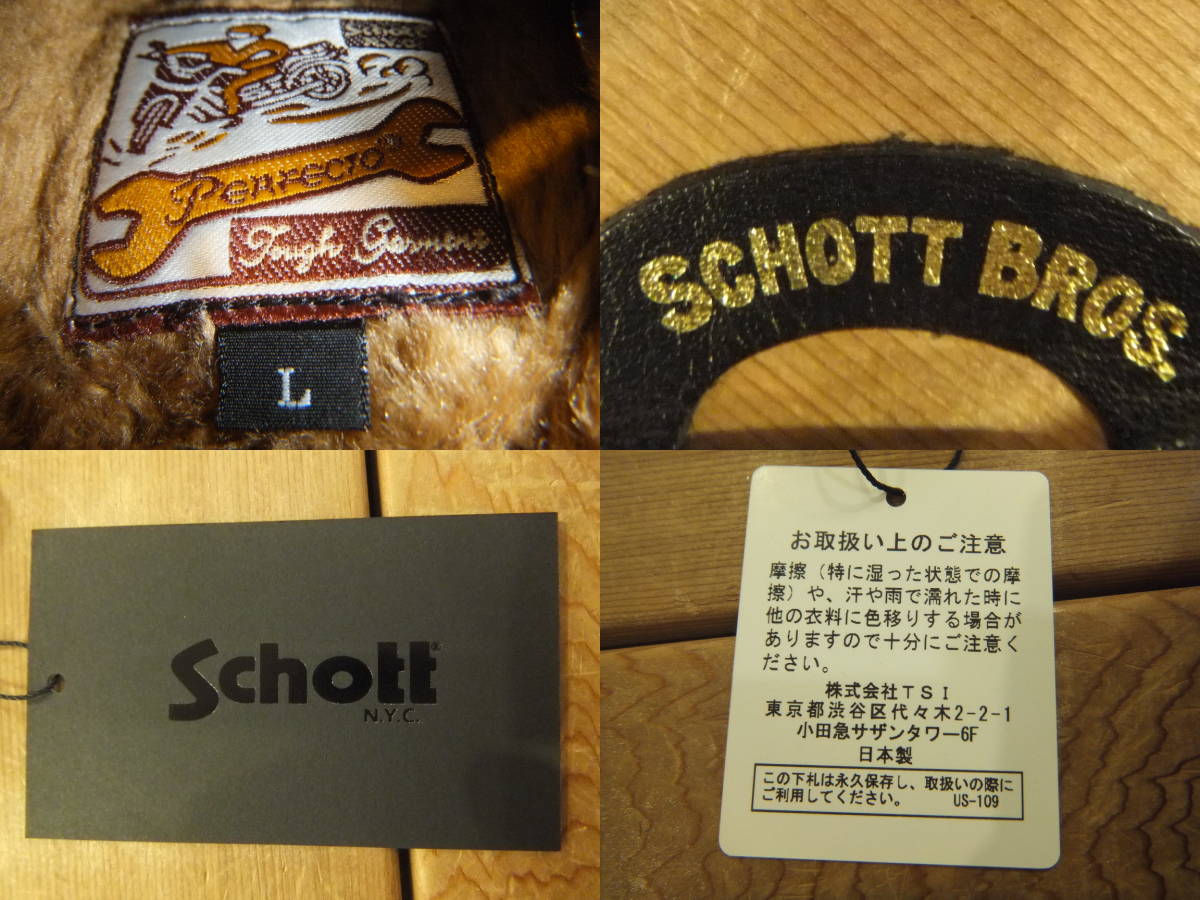 Perfecto®
Tough Garment
L
SCHOTT BROS.
Schott®
N.Y.C.
お取扱い上のご注意
摩擦（特に湿った状態での摩
擦）や、汗や雨で濡れた時に
他の衣料に色移りする場合が
ありますので十分にご注意く
ださい。
株式会社ＴＳＩ
東京都渋谷区代々木2-2-1
小田急サザンタワー6F
日本製
この下札は永久保存し、取扱いの際に
ご利用してください。 US-109